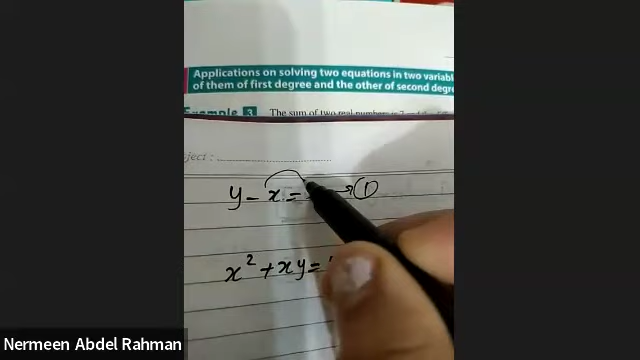 Applications on solving two equations in two variabl
of them of first degree and the other of second degre
Example 3 The sum of two real numbers is 7
ject :
y - x = → ①
x² + xy =
Nermeen Abdel Rahman